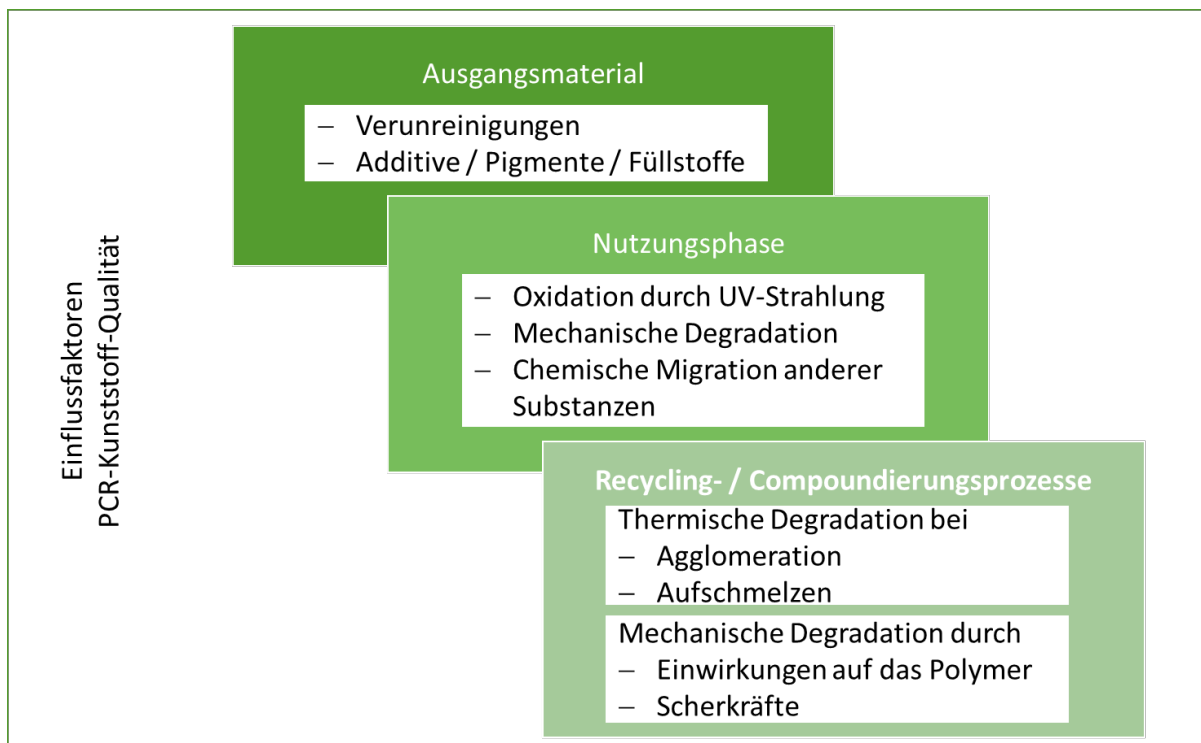 Einflussfaktoren
PCR-Kunststoff-Qualität
Ausgangsmaterial
– Verunreinigungen
– Additive / Pigmente / Füllstoffe
Nutzungsphase
– Oxidation durch UV-Strahlung
– Mechanische Degradation
– Chemische Migration anderer
Substanzen
Recycling- / Compoundierungsprozesse
Thermische Degradation bei
– Agglomeration
– Aufschmelzen
Mechanische Degradation durch
– Einwirkungen auf das Polymer
– Scherkräfte